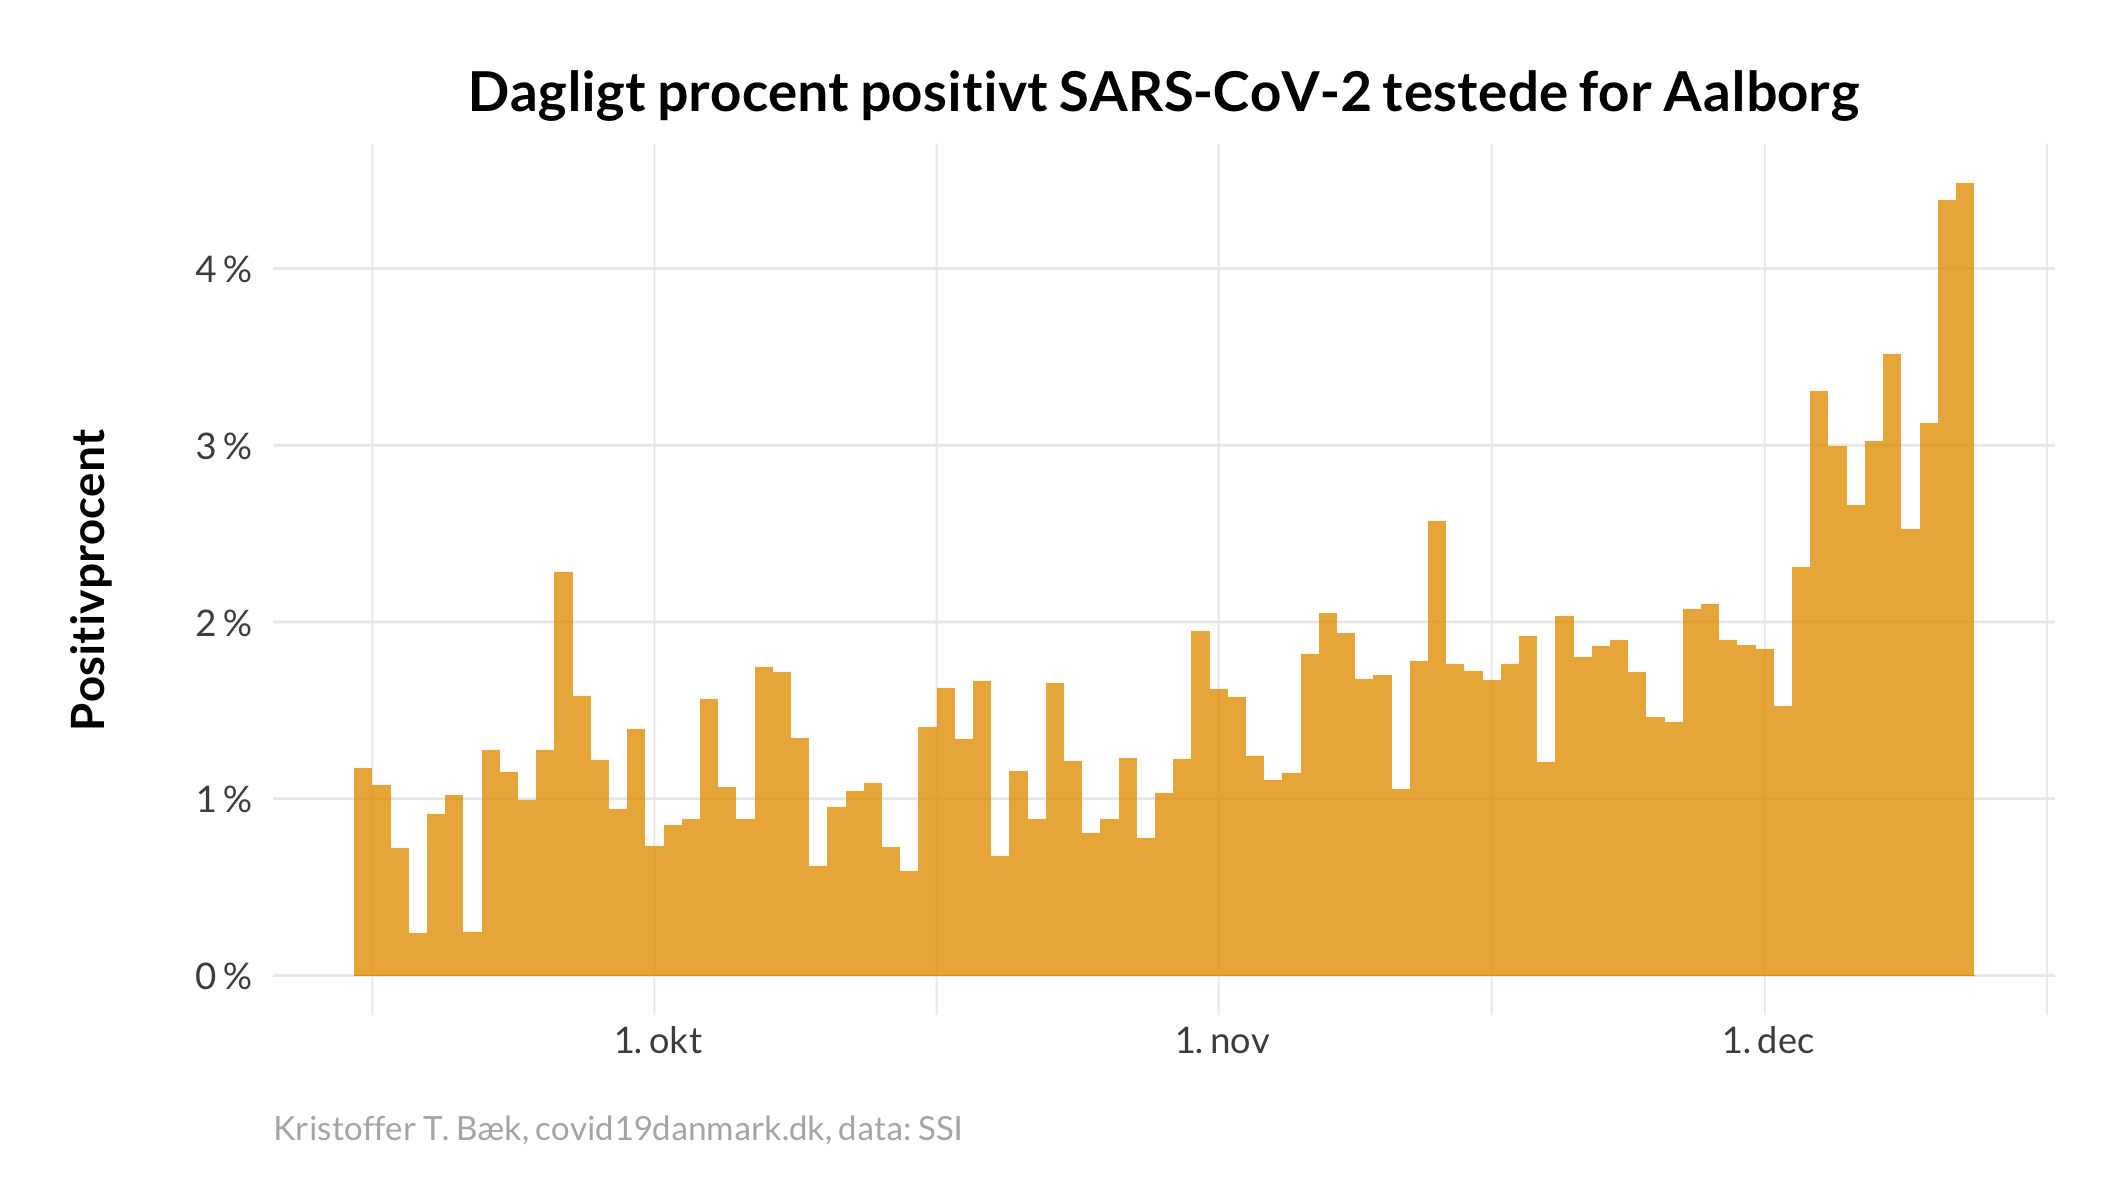 Dagligt procent positivt SARS-CoV-2 testede for Aalborg
Positivprocent
4 %
3 %
2 %
1 %
0 %
1. okt
1. nov
1. dec
Kristoffer T. Bæk, covid19danmark.dk, data: SSI